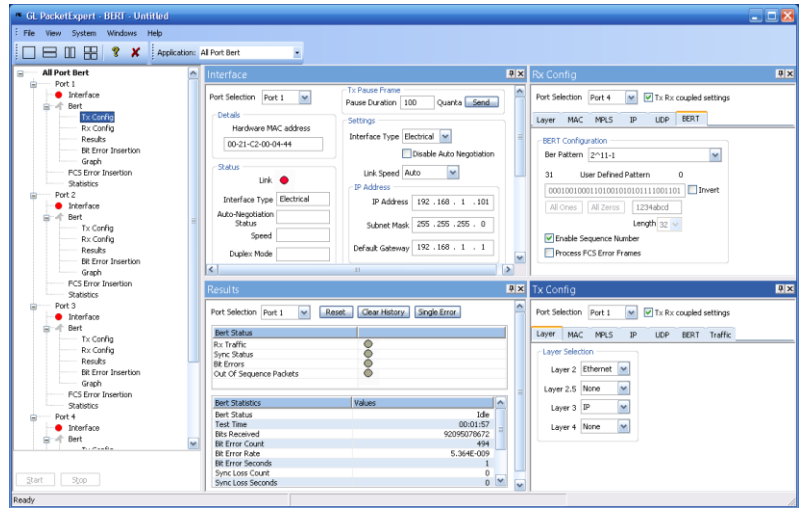 GL PacketExpert - BERT - Untitled
File View System Windows Help
Application: All Port Bert
All Port Bert
Port 1
Interface
Bert
Tx Config
Rx Config
Results
Bit Error Insertion
Graph
FCS Error Insertion
Statistics
Port 2
Interface
Bert
Tx Config
Rx Config
Results
Bit Error Insertion
Graph
FCS Error Insertion
Statistics
Port 3
Interface
Bert
Tx Config
Rx Config
Results
Bit Error Insertion
Graph
FCS Error Insertion
Statistics
Port 4
Interface
Bert
Start Stop
Interface
Port Selection Port 1
Details
Hardware MAC address
00-21-C2-00-04-44
Status
Link
Interface Type Electrical
Auto-Negotiation
Status
Speed
Duplex Mode
Tx Pause Frame
Pause Duration 100 Quanta Send
Settings
Interface Type Electrical
Disable Auto Negotiation
Link Speed Auto
IP Address
IP Address 192 .168 . 1 .101
Subnet Mask 255 .255 .255 . 0
Default Gateway 192 .168 . 1 . 1
Rx Config
Port Selection Port 4 Tx Rx coupled settings
Layer MAC MPLS IP UDP BERT
BERT Configuration
Ber Pattern 2^11-1
31 User Defined Pattern 0
Invert
All Ones All Zeros 1234abcd
Length 32
Enable Sequence Number
Process FCS Error Frames
Results
Port Selection Port 1 Reset Clear History Single Error
Bert Status
Rx Traffic
Sync Status
Bit Errors
Out Of Sequence Packets
Bert Statistics Values
Bert Status Idle
Test Time 00:01:57
Bits Received 92095078672
Bit Error Count 494
Bit Error Rate 5.364E-009
Bit Error Seconds 1
Sync Loss Count 0
Sync Loss Seconds 0
Tx Config
Port Selection Port 1 Tx Rx coupled settings
Layer MAC MPLS IP UDP BERT Traffic
Layer Selection
Layer 2 Ethernet
Layer 2.5 None
Layer 3 IP
Layer 4 None
Ready